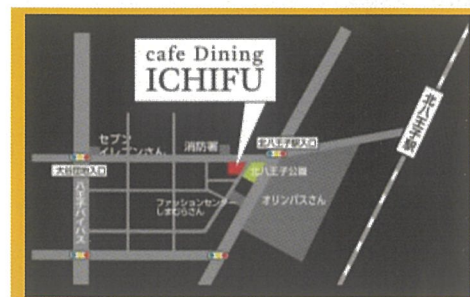 cafe Dining
ICHIFU
セブン
イレブンさん
消防署
北八王子駅入口
北八王子駅
大谷団地入口
北八王子公園
八王子バイパス
ファッションセンター
しまむらさん
オリンパスさん